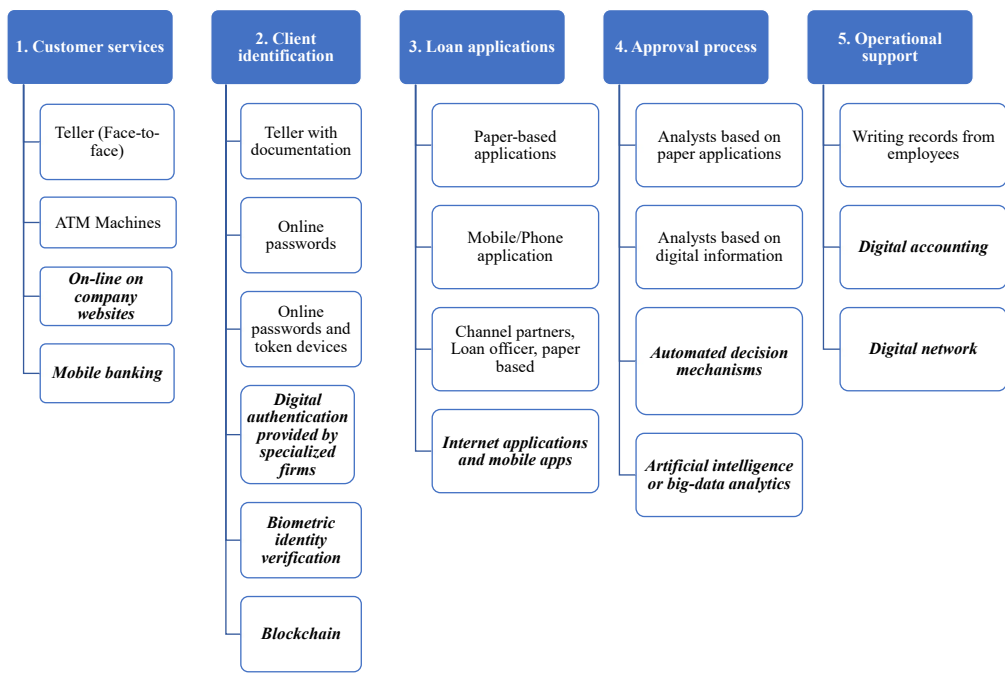 1. Customer services
Teller (Face-to-
face)
ATM Machines
On-line on
company
websites
Mobile banking
2. Client
identification
Teller with
documentation
Online
passwords
Online
passwords and
token devices
Digital
authentication
provided by
specialized
firms
Biometric
identity
verification
Blockchain
3. Loan applications
Paper-based
applications
Mobile/Phone
application
Channel partners,
Loan officer, paper
based
Internet applications
and mobile apps
4. Approval process
Analysts based on
paper applications
Analysts based on
digital information
Automated decision
mechanisms
Artificial intelligence
or big-data analytics
5. Operational
support
Writing records from
employees
Digital accounting
Digital network